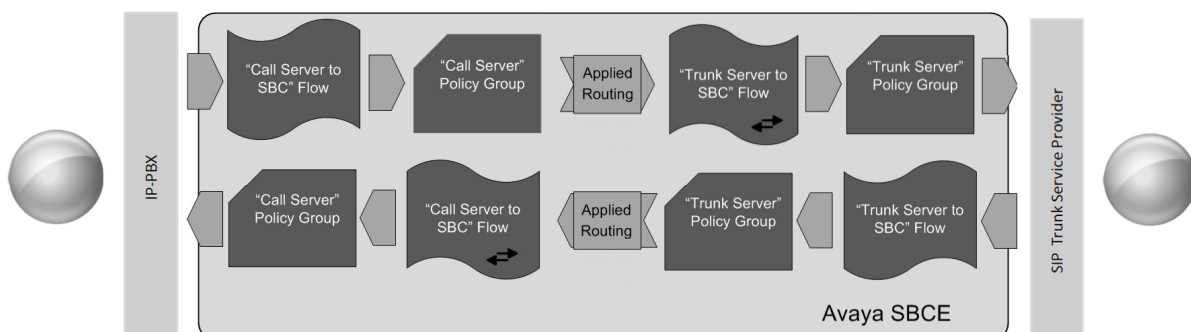 IP-PBX
“Call Server to
SBC” Flow
“Call Server”
Policy Group
Applied
Routing
“Trunk Server to
SBC” Flow
“Trunk Server”
Policy Group
SIP Trunk Service Provider
“Call Server”
Policy Group
“Call Server to
SBC” Flow
Applied
Routing
“Trunk Server”
Policy Group
“Trunk Server to
SBC” Flow
Avaya SBCE